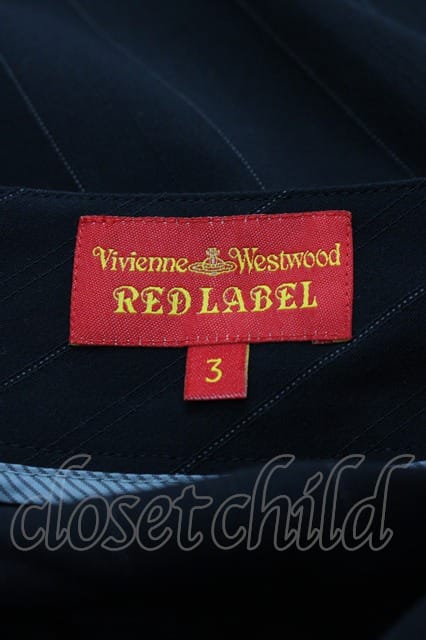 Vivienne Westwood
RED LABEL
3
closetchild